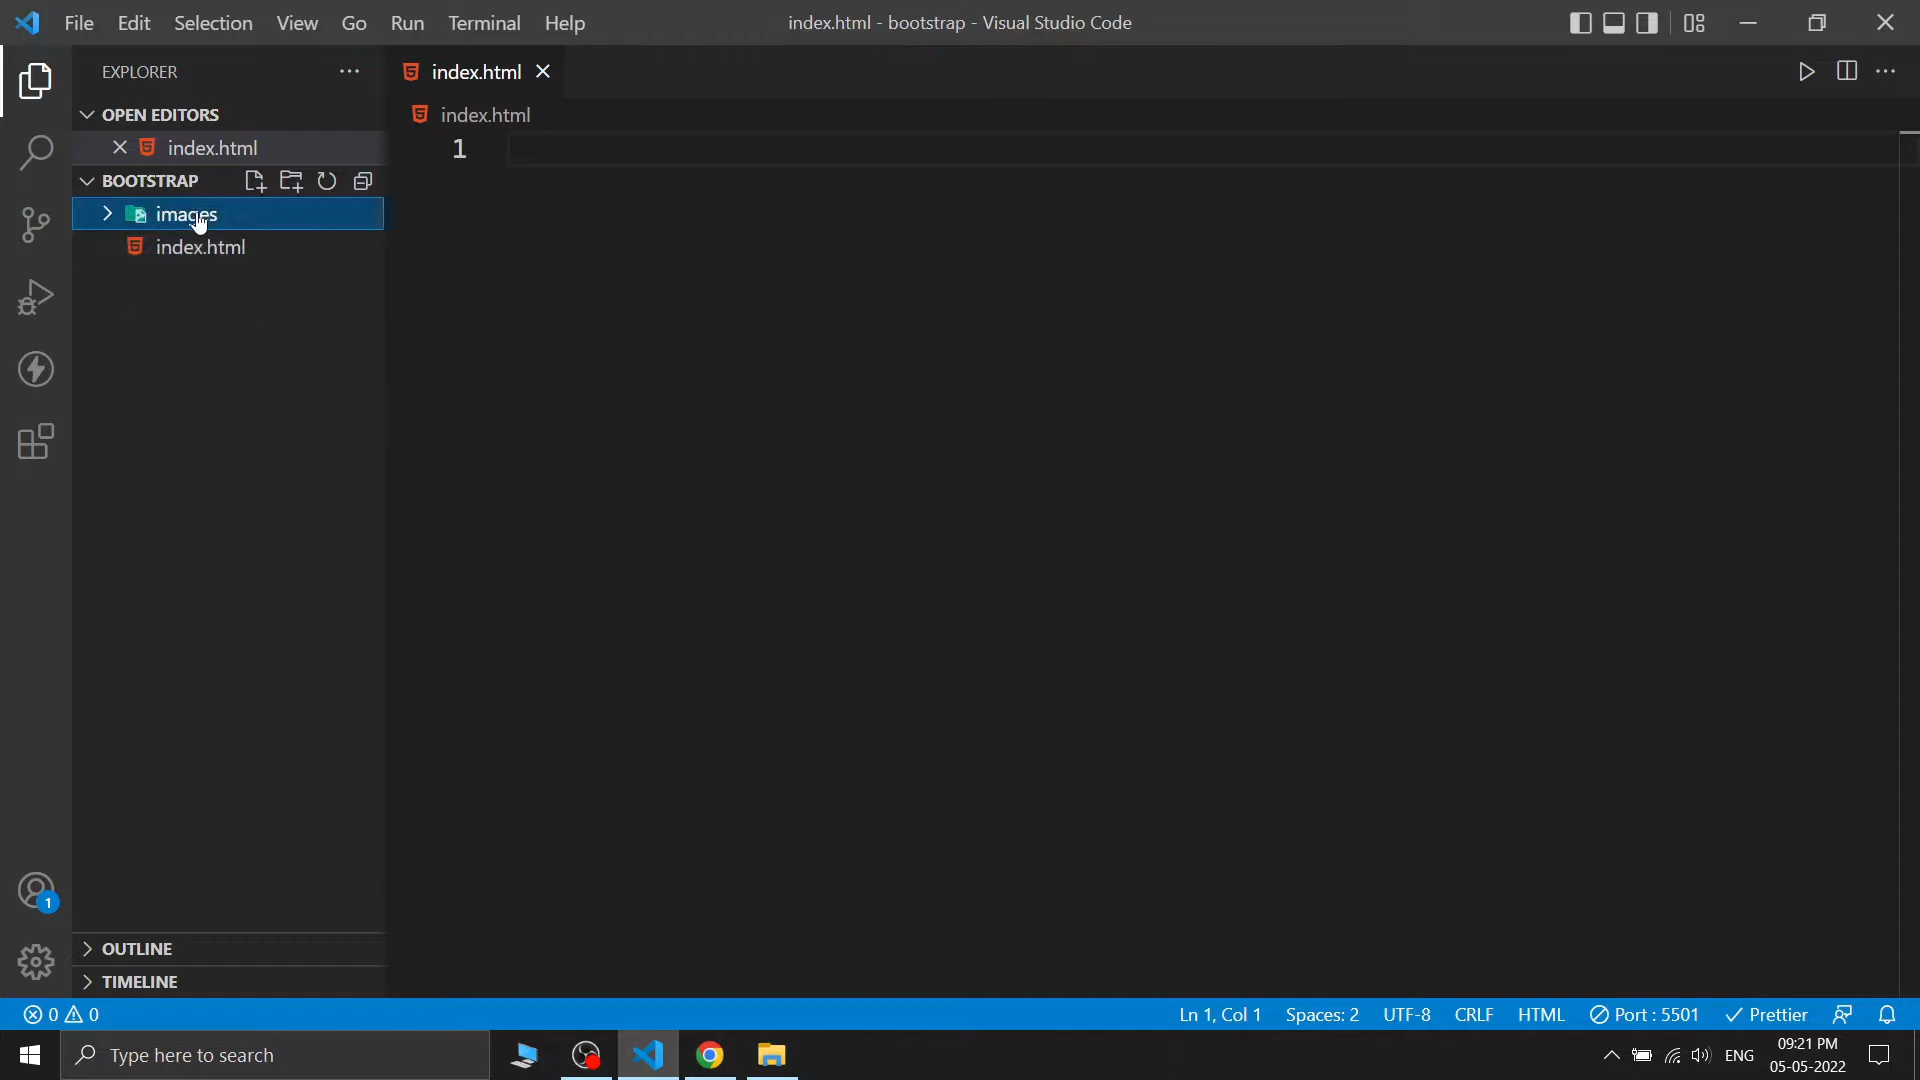 File Edit Selection View Go Run Terminal Help index.html - bootstrap - Visual Studio Code
EXPLORER
index.html
OPEN EDITORS
index.html
index.html
1
BOOTSTRAP
images
index.html
1
OUTLINE
TIMELINE
0 0 Ln 1, Col 1 Spaces: 2 UTF-8 CRLF HTML Port : 5501 Prettier
Type here to search
ENG
09:21 PM
05-05-2022